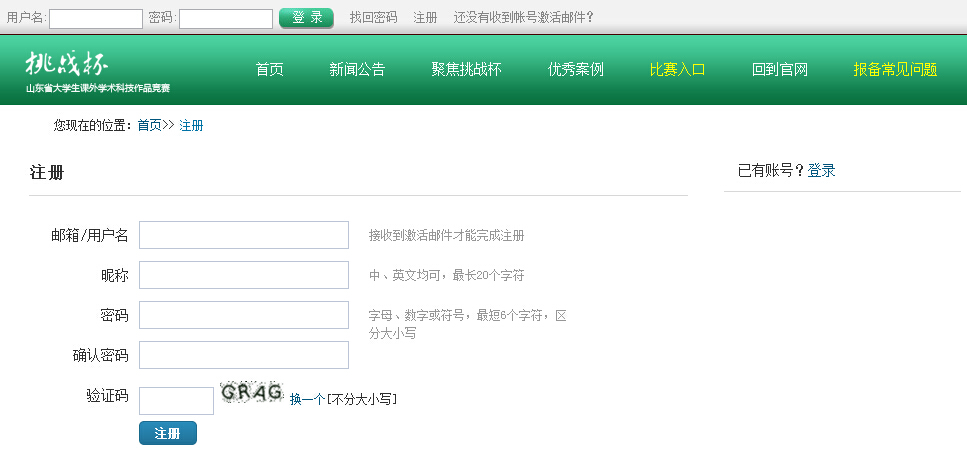 用户名: 密码: 登 录 找回密码 注册 还没有收到帐号激活邮件?
挑战杯
山东省大学生课外学术科技作品竞赛
首页 新闻公告 聚焦挑战杯 优秀案例 比赛入口 回到官网 报备常见问题
您现在的位置：首页>> 注册
注册
已有账号？登录
邮箱/用户名 接收到激活邮件才能完成注册
昵称 中、英文均可，最长20个字符
密码 字母、数字或符号，最短6个字符，区
分大小写
确认密码
验证码 GRAG 换一个[不分大小写]
注册